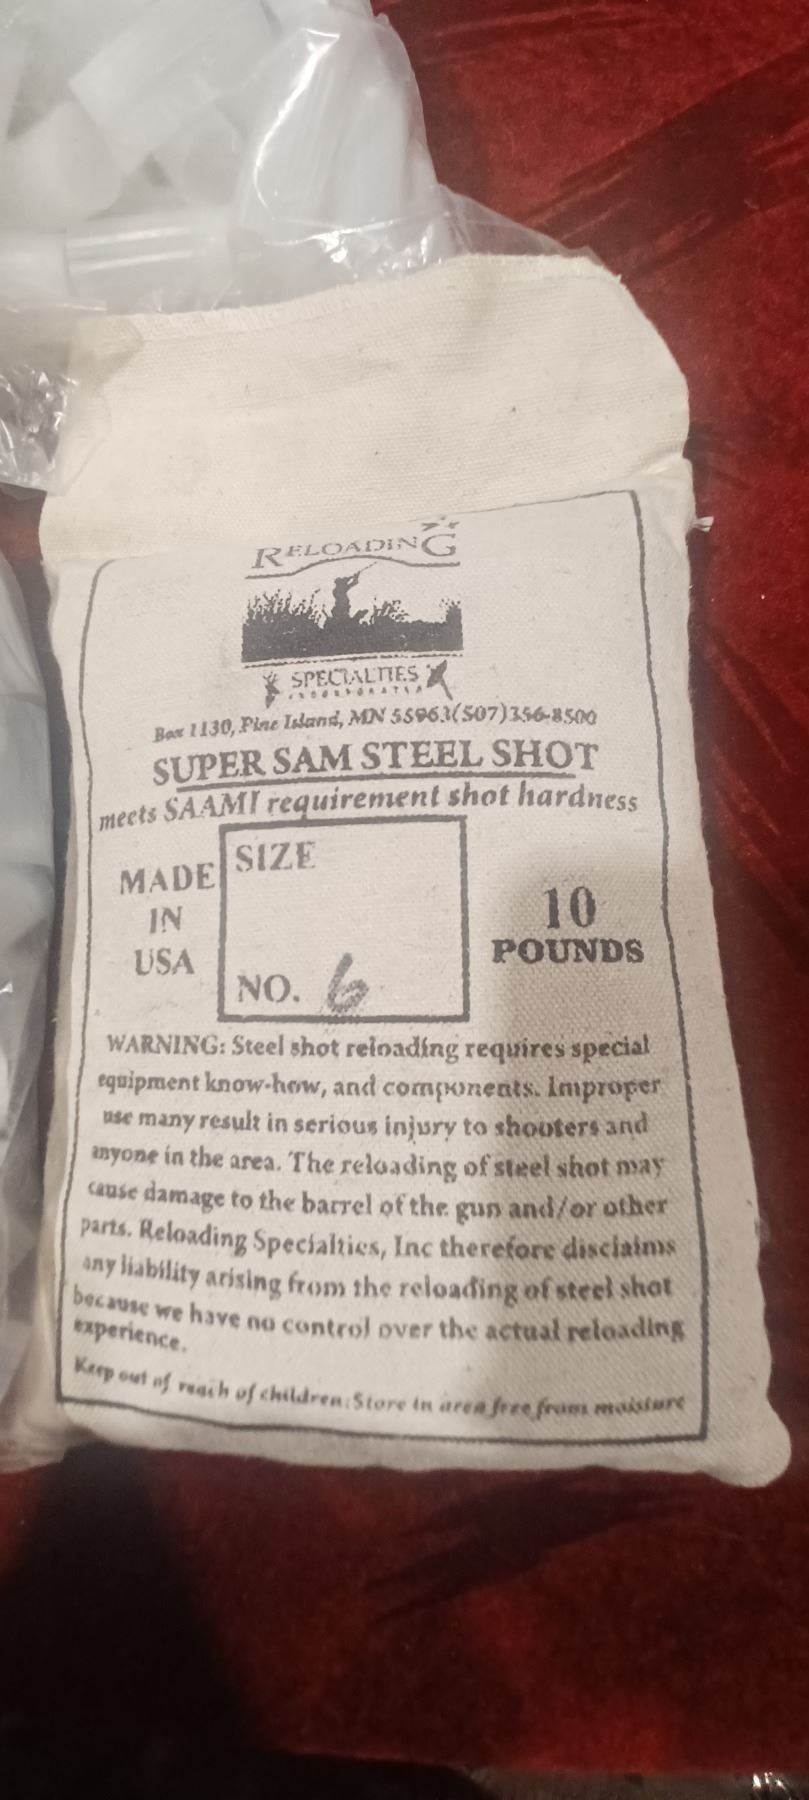 RELOADING
SPECIALTIES
INCORPORATED
Box 1130, Pine Island, MN 55963(507)356-8500
SUPER SAM STEEL SHOT
meets SAAMI requirement shot hardness
MADE IN USA
SIZE
NO. 6
10 POUNDS
WARNING: Steel shot reloading requires special
equipment know-how, and components. Improper
use many result in serious injury to shooters and
anyone in the area. The reloading of steel shot may
cause damage to the barrel of the gun and/or other
parts. Reloading Specialties, Inc therefore disclaims
any liability arising from the reloading of steel shot
because we have no control over the actual reloading
experience.
Keep out of reach of children. Store in area free from moisture